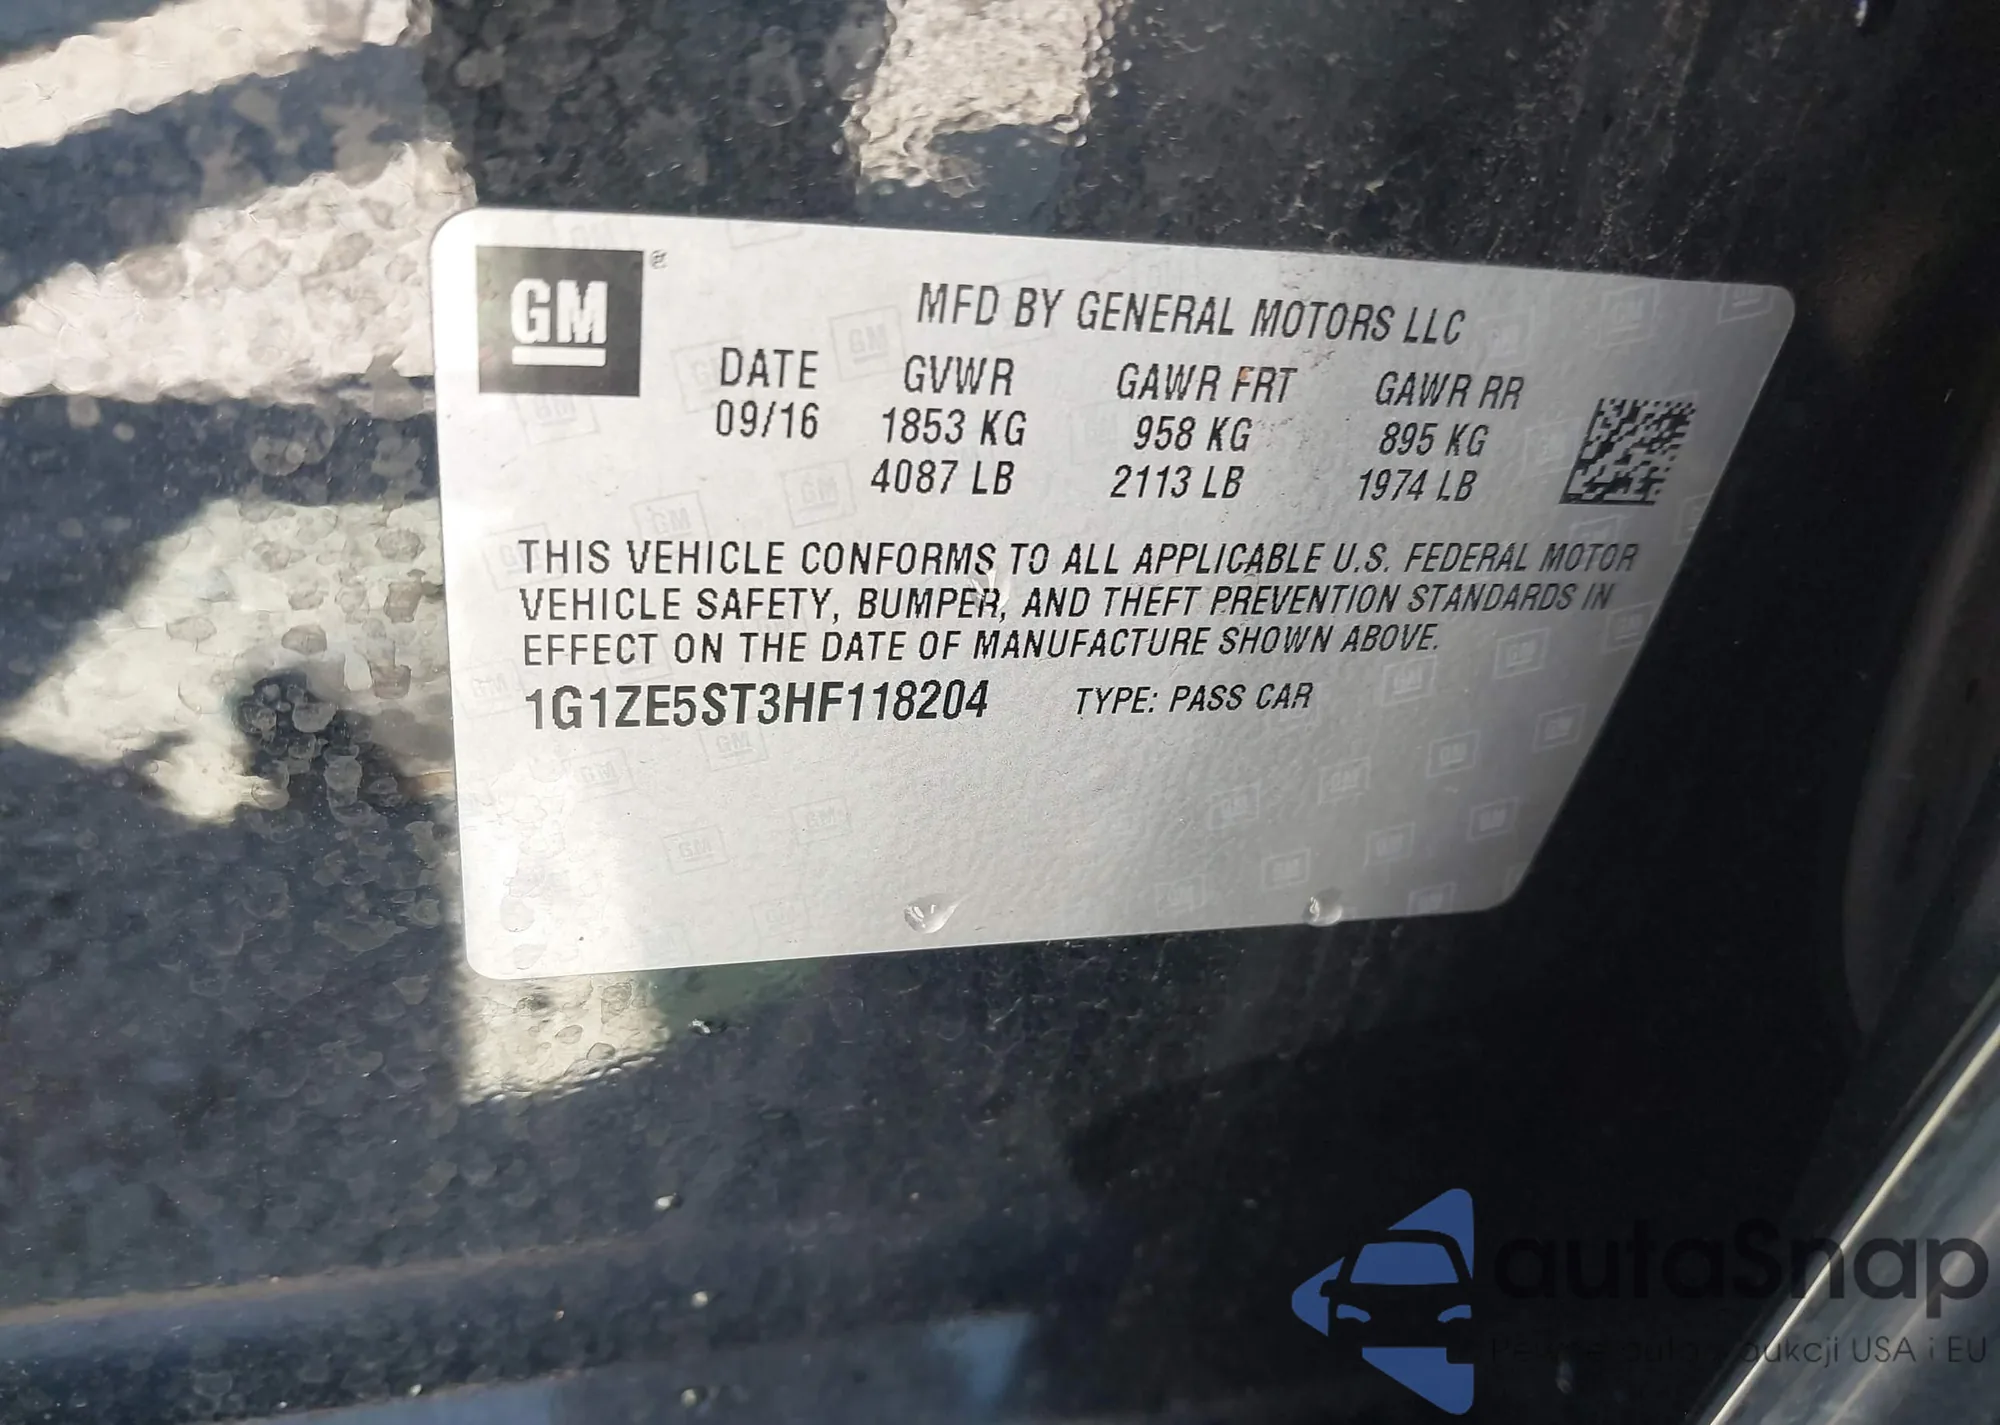 GM
MFD BY GENERAL MOTORS LLC
DATE GVWR GAWR FRT GAWR RR
09/16 1853 KG 958 KG 895 KG
4087 LB 2113 LB 1974 LB
THIS VEHICLE CONFORMS TO ALL APPLICABLE U.S. FEDERAL MOTOR
VEHICLE SAFETY, BUMPER, AND THEFT PREVENTION STANDARDS IN
EFFECT ON THE DATE OF MANUFACTURE SHOWN ABOVE.
1G1ZE5ST3HF118204 TYPE: PASS CAR
autaSnap
USA i EU